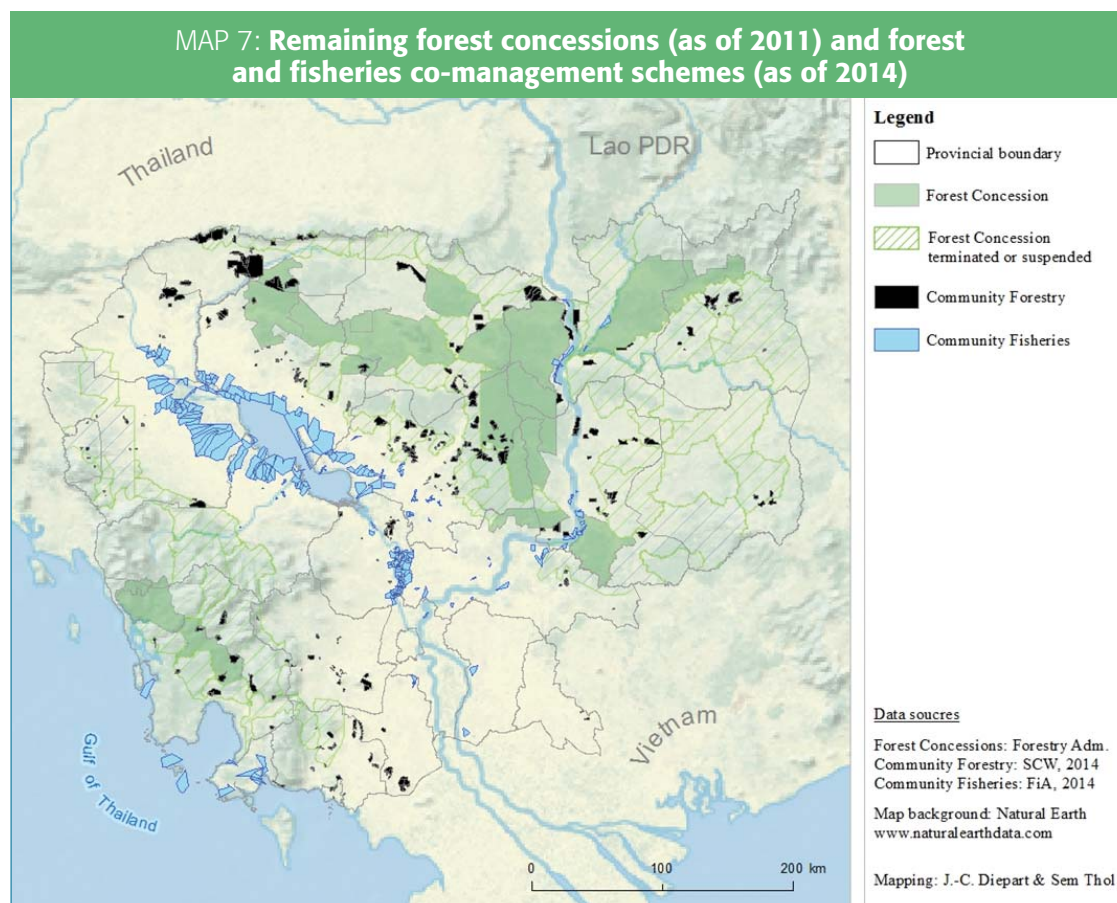 MAP 7: Remaining forest concessions (as of 2011) and forest
and fisheries co-management schemes (as of 2014)
Thailand
Lao PDR
Vietnam
Gulf of Thailand
0 100 200 km
Legend
Provincial boundary
Forest Concession
Forest Concession
terminated or suspended
Community Forestry
Community Fisheries
Data soucres
Forest Concessions: Forestry Adm.
Community Forestry: SCW, 2014
Community Fisheries: FiA, 2014
Map background: Natural Earth
www.naturalearthdata.com
Mapping: J.-C. Diepart & Sem Thol